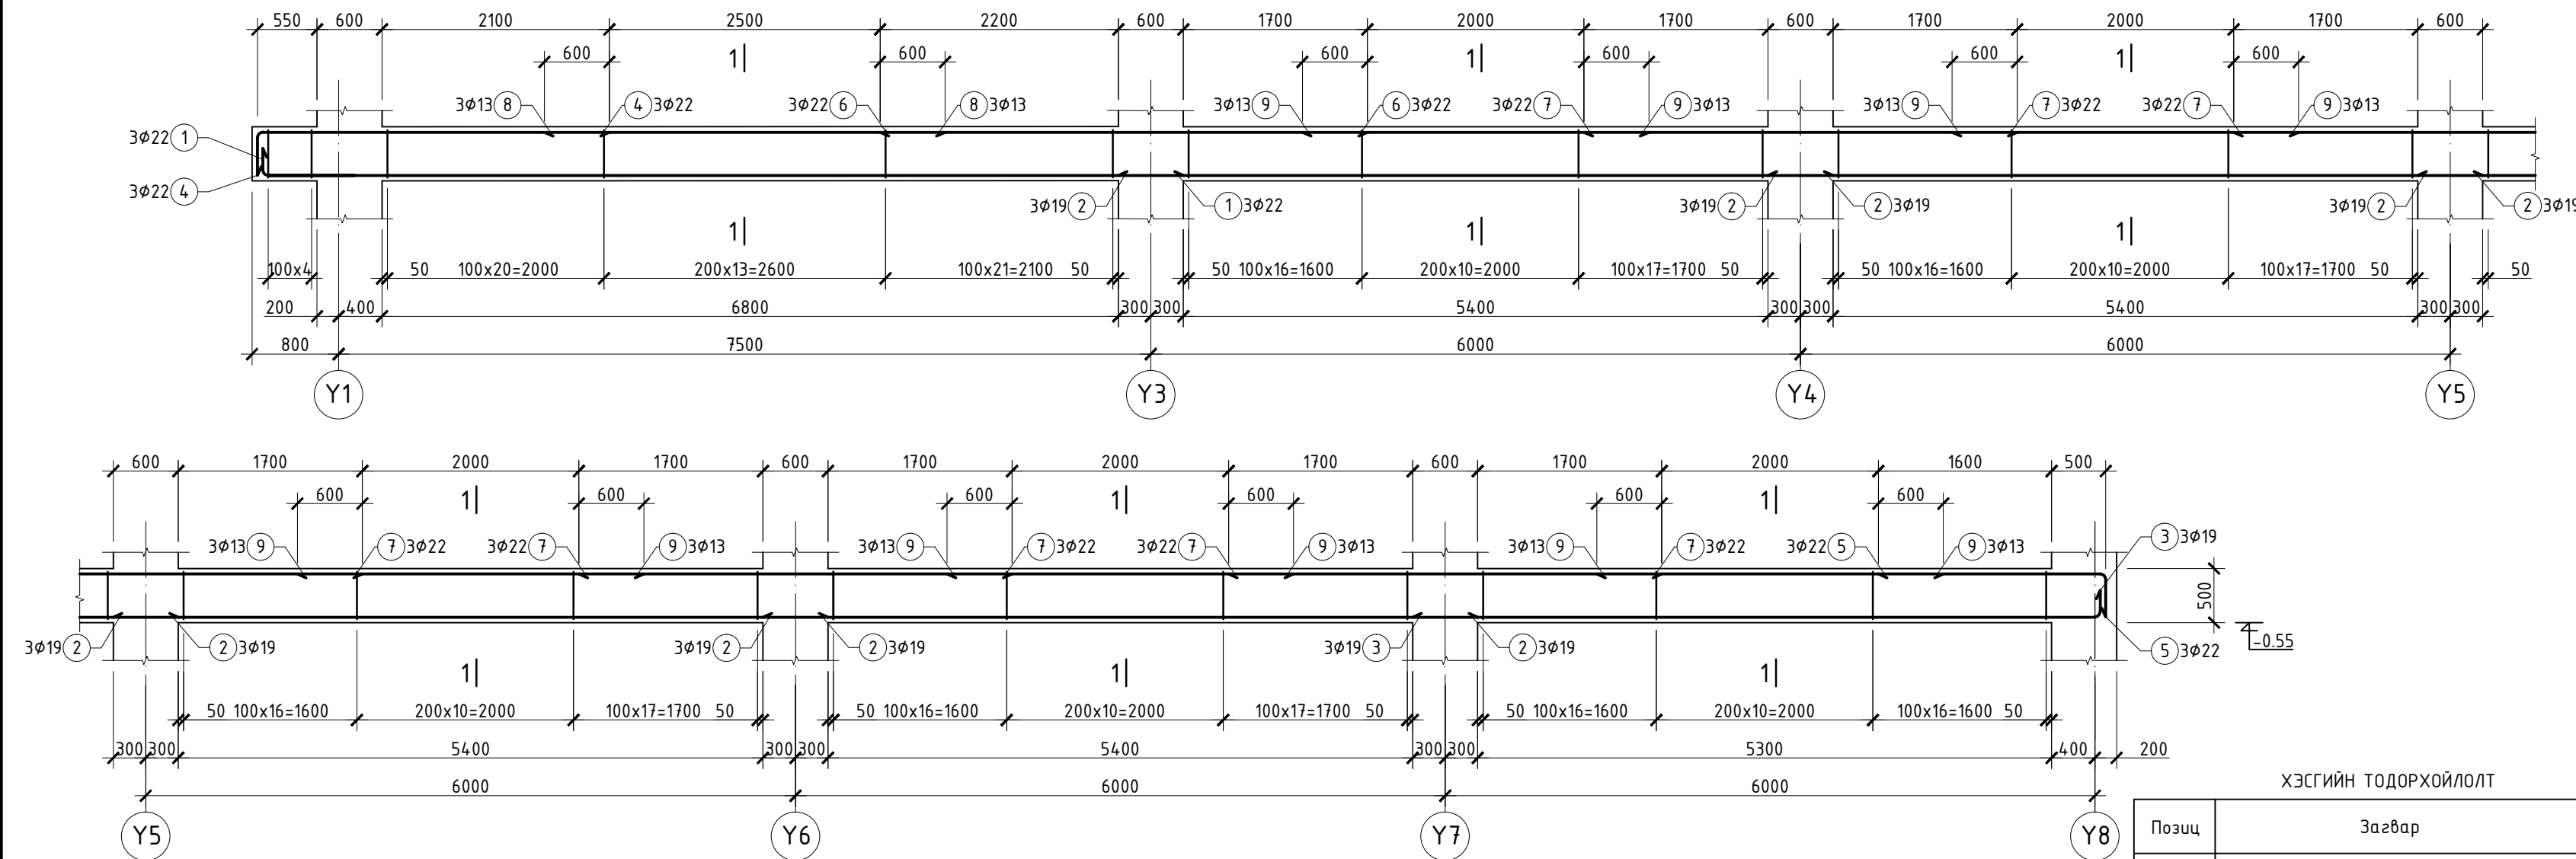 550 600 2100 2500 2200 600 1700 2000 1700 600 1700 2000 1700 600
600 1 600 600 1 600 600 1 600
3ø13 8 4 3ø22 3ø22 6 8 3ø13 3ø13 9 6 3ø22 3ø22 7 9 3ø13 3ø13 9 7 3ø22 3ø22 7 9 3ø13
3ø22 1
3ø22 4
3ø19 2 1 3ø22 3ø19 2 2 3ø19 3ø19 2 2 3ø19
1 1 1
100x4 50 100x20=2000 200x13=2600 100x21=2100 50 50 100x16=1600 200x10=2000 100x17=1700 50 50 100x16=1600 200x10=2000 100x17=1700 50 50
200 400 6800 300 300 5400 300 300 5400 300 300
800 7500 6000 6000
Y1 Y3 Y4 Y5
600 1700 2000 1700 600 1700 2000 1700 600 1700 2000 1600 500
600 1 600 600 1 600 600 1 600
3ø13 9 7 3ø22 3ø22 7 9 3ø13 3ø13 9 7 3ø22 3ø22 7 9 3ø13 3ø13 9 7 3ø22 3ø22 5 9 3ø13 3 3ø19
500
3ø19 2 2 3ø19 3ø19 2 2 3ø19 3ø19 3 2 3ø19 5 3ø22 -0.55
1 1 1
50 100x16=1600 200x10=2000 100x17=1700 50 50 100x16=1600 200x10=2000 100x17=1700 50 50 100x16=1600 200x10=2000 100x16=1600 50
300 300 5400 300 300 5400 300 300 5300 400 200
6000 6000 6000
Y5 Y6 Y7 Y8
ХЭСГИЙН ТОДОРХОЙЛОЛТ
Позиц Загвар